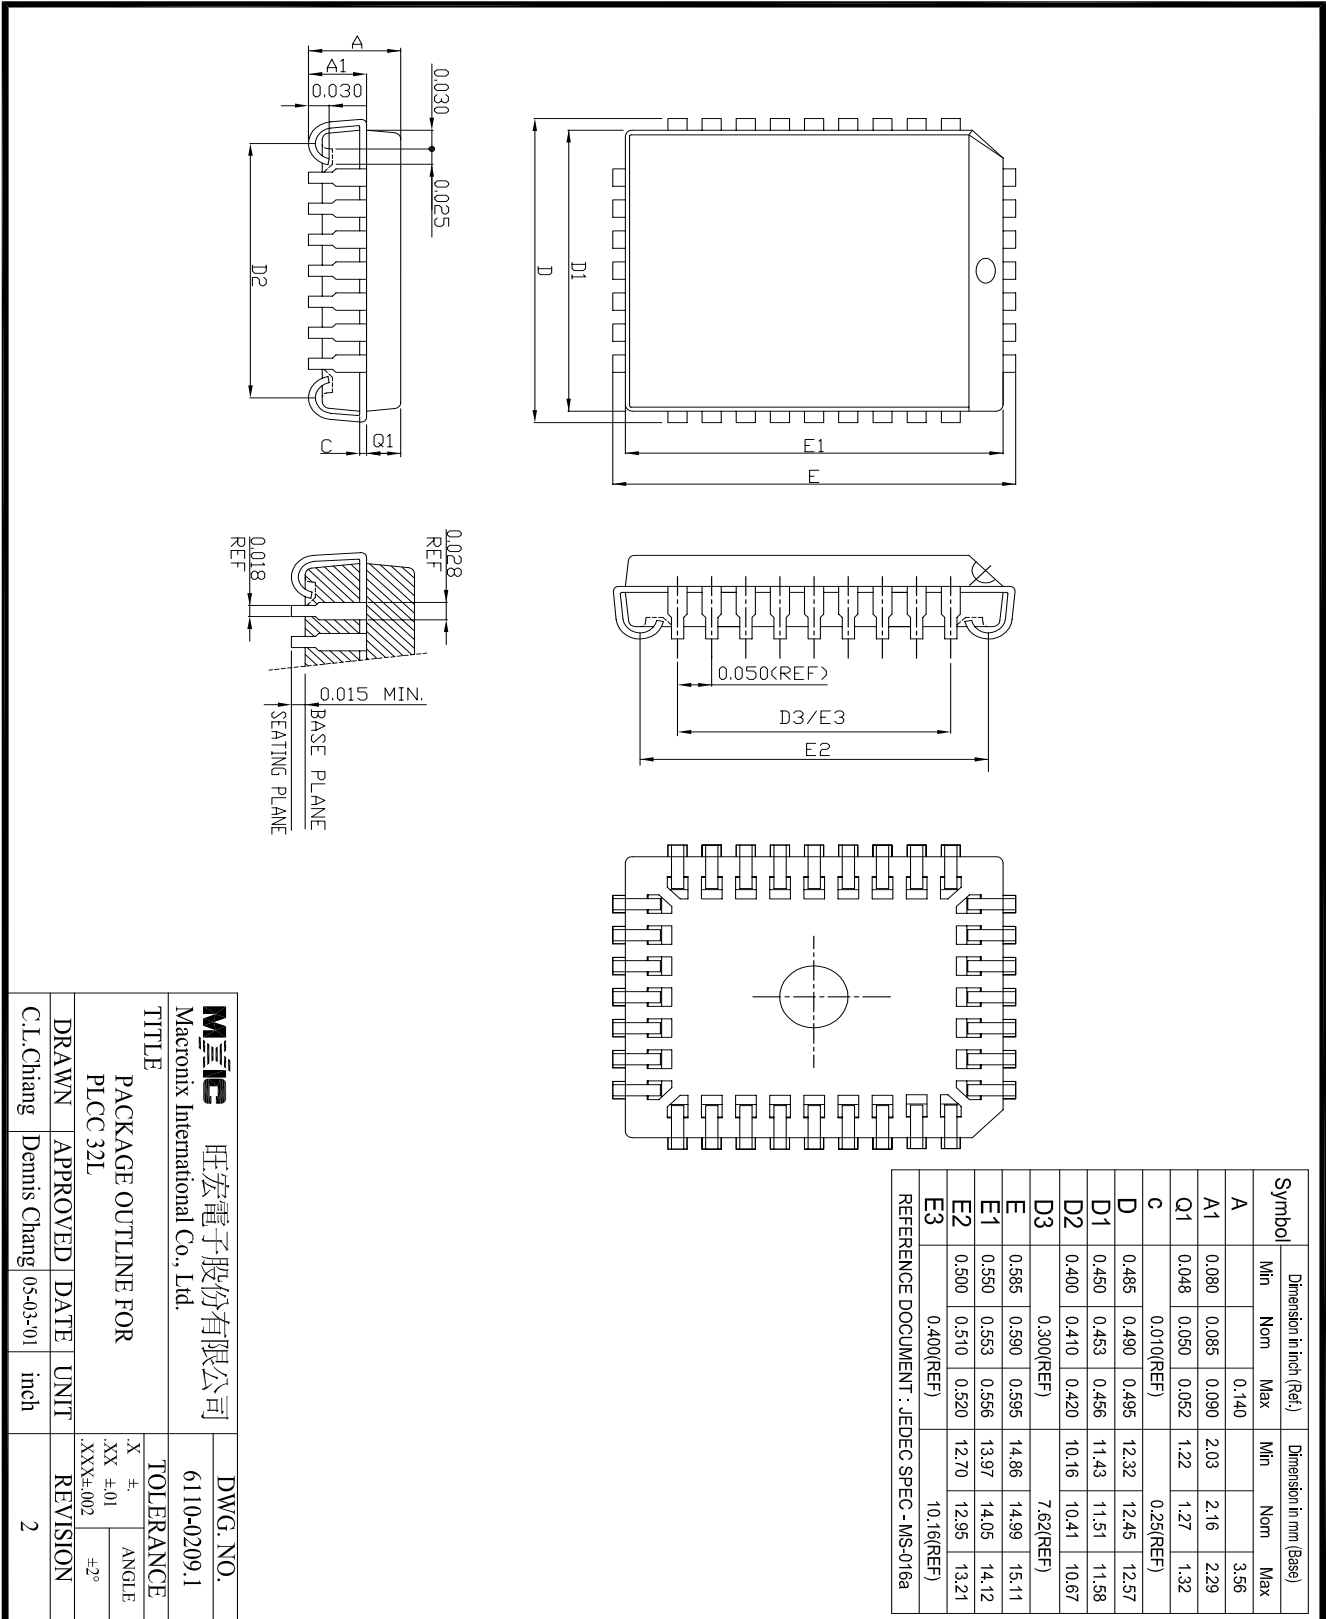 A
A1
0.030
0.030
0.025
D2
C
Q1
D
D1
E1
E
0.018
REF
0.028
REF
0.015 MIN.
BASE PLANE
SEATING PLANE
0.050(REF)
D3/E3
E2
Symbol Dimension in inch (Ref.) Dimension in mm (Base)
Min Nom Max Min Nom Max
A 0.140 3.56
A1 0.080 0.085 0.090 2.03 2.16 2.29
Q1 0.048 0.050 0.052 1.22 1.27 1.32
C 0.010(REF) 0.25(REF)
D 0.485 0.490 0.495 12.32 12.45 12.57
D1 0.450 0.453 0.456 11.43 11.51 11.58
D2 0.400 0.410 0.420 10.16 10.41 10.67
D3 0.300(REF) 7.62(REF)
E 0.585 0.590 0.595 14.86 14.99 15.11
E1 0.550 0.553 0.556 13.97 14.05 14.12
E2 0.500 0.510 0.520 12.70 12.95 13.21
E3 0.400(REF) 10.16(REF)
REFERENCE DOCUMENT : JEDEC SPEC - MS-016a
MXIC 旺宏電子股份有限公司
Macronix International Co., Ltd.
DWG. NO.
6110-0209.1
TITLE
PACKAGE OUTLINE FOR
PLCC 32L
TOLERANCE
.X ±.
.XX ±.01
.XXX±.002
ANGLE
±2°
DRAWN APPROVED DATE UNIT REVISION
C.L.Chiang Dennis Chang 05-03-'01 inch 2